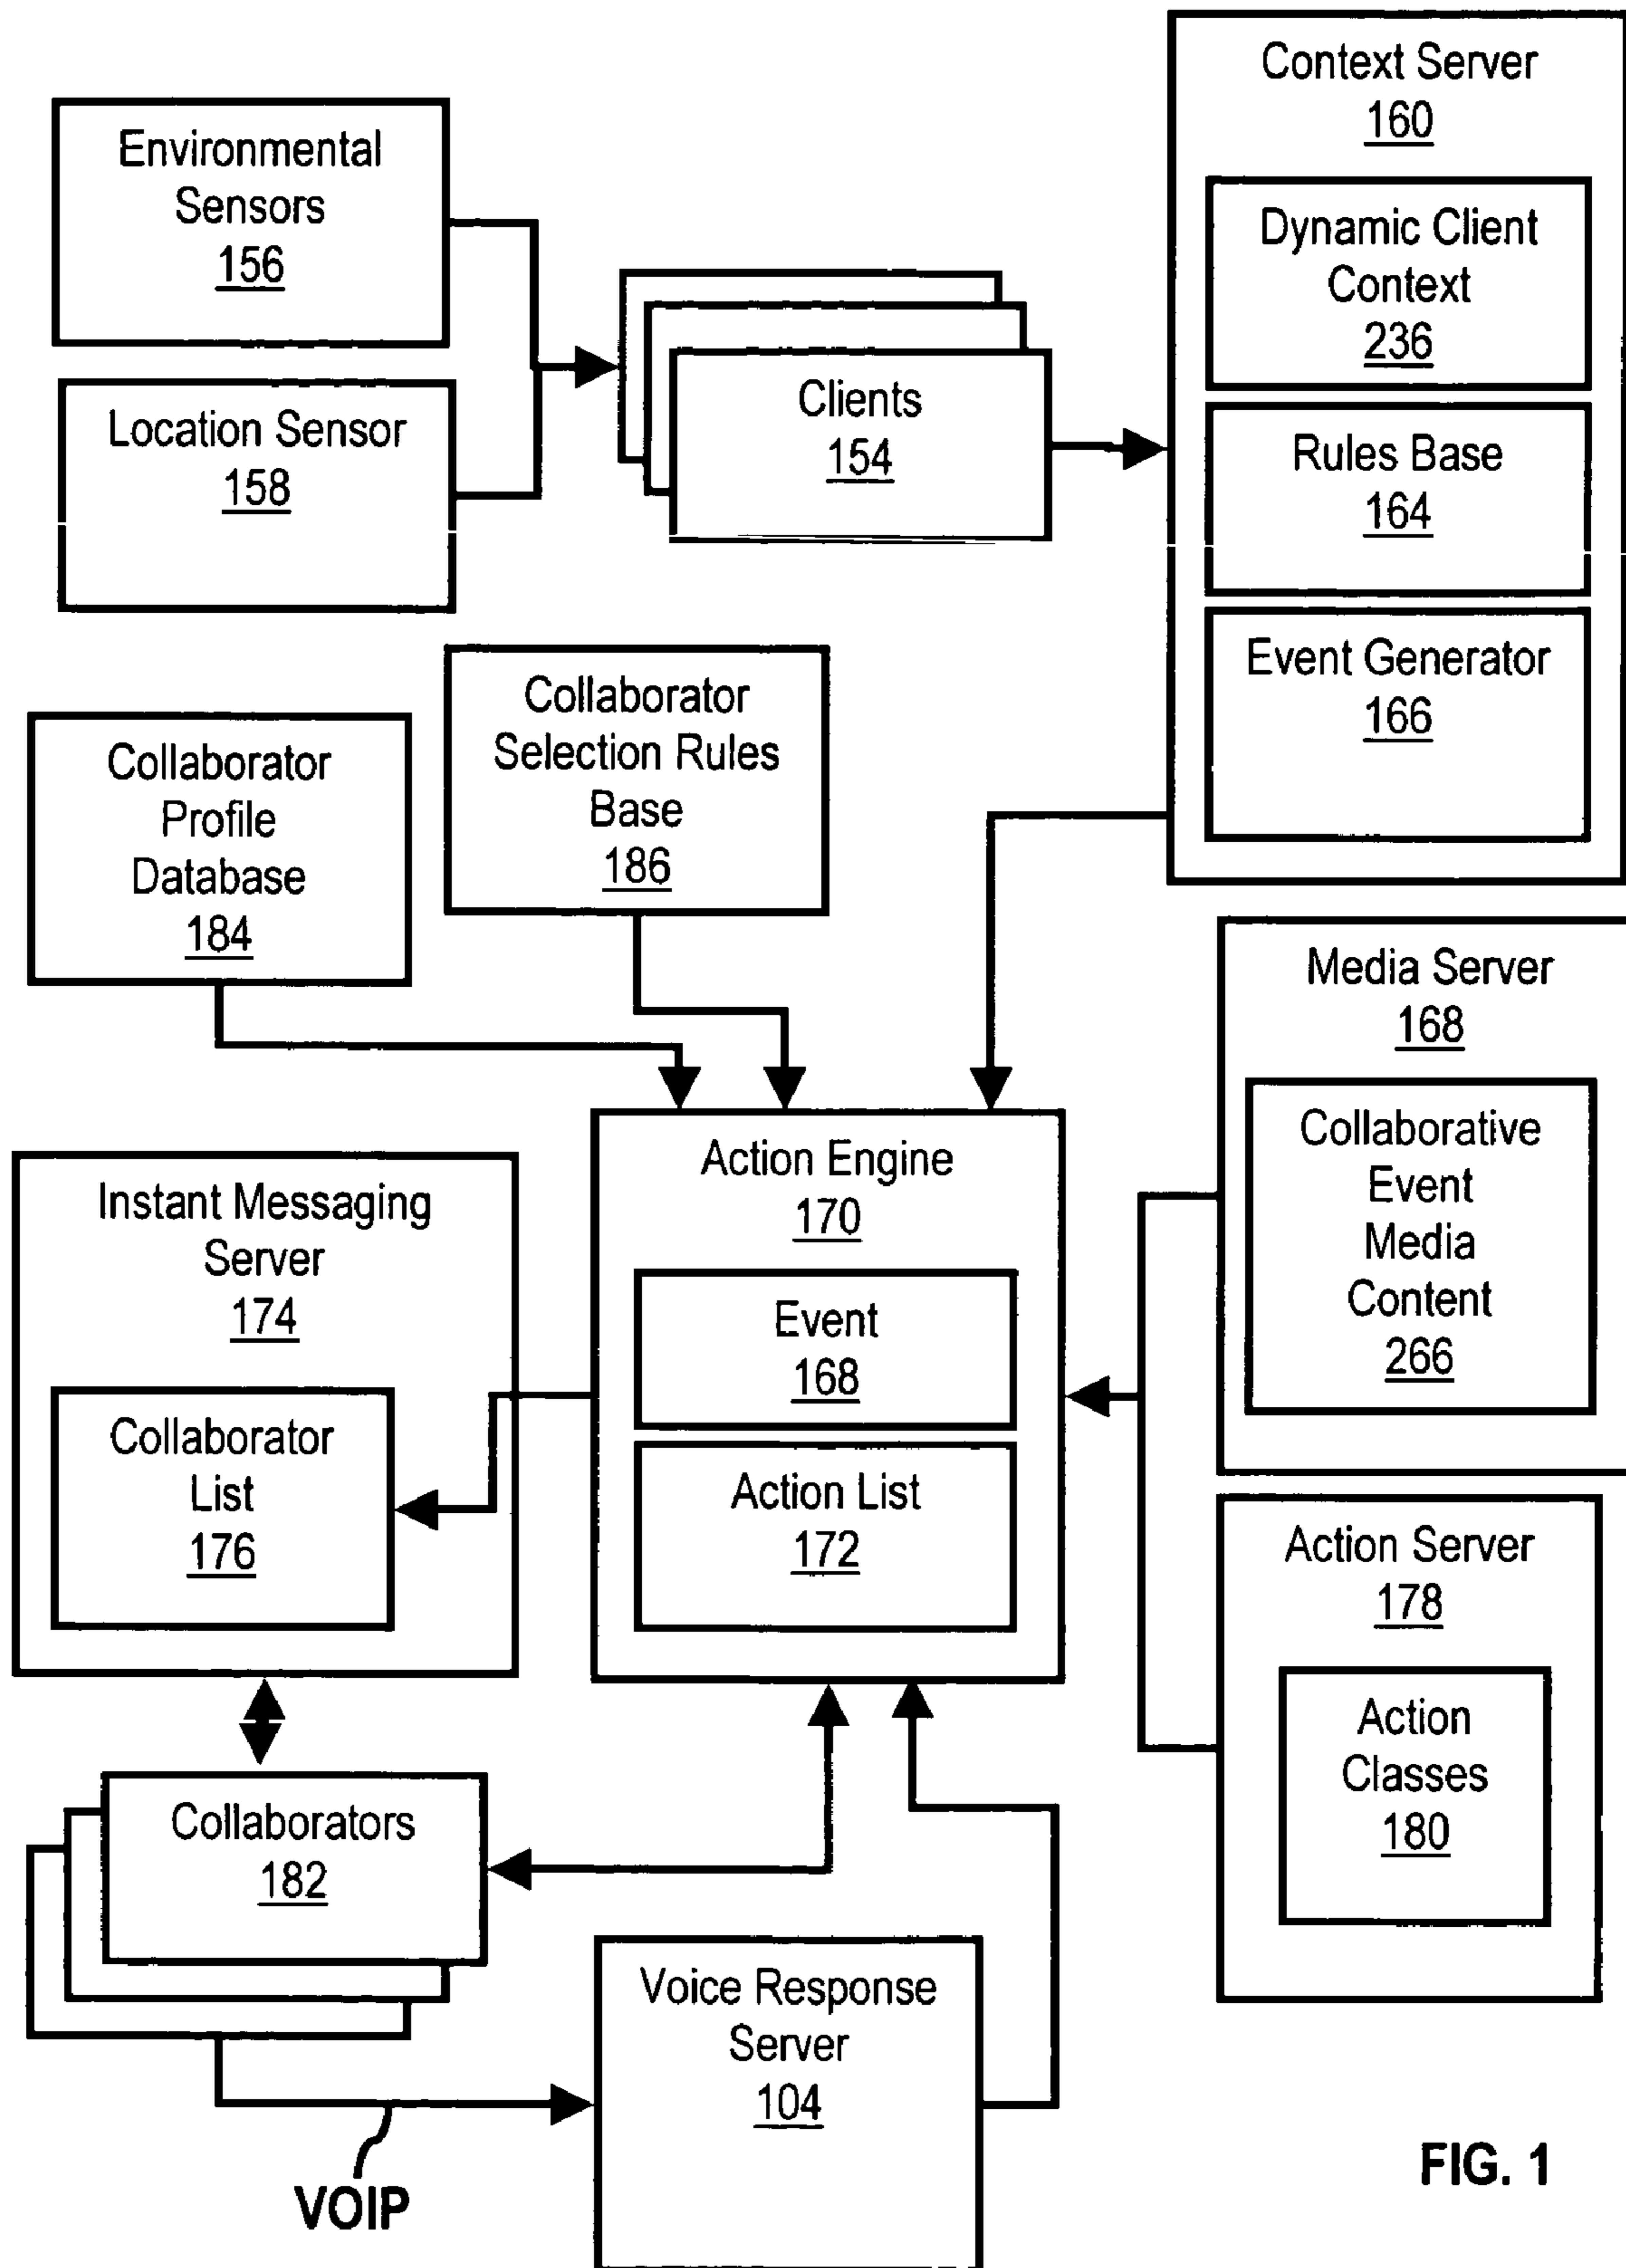 Context Server
160
Dynamic Client
Context
236
Rules Base
164
Event Generator
166
Environmental
Sensors
156
Location Sensor
158
Clients
154
Collaborator
Selection Rules
Base
186
Collaborator
Profile
Database
184
Media Server
168
Collaborative
Event
Media
Content
266
Action Engine
170
Event
168
Action List
172
Instant Messaging
Server
174
Collaborator
List
176
Action Server
178
Action
Classes
180
Collaborators
182
Voice Response
Server
104
VOIP
FIG. 1